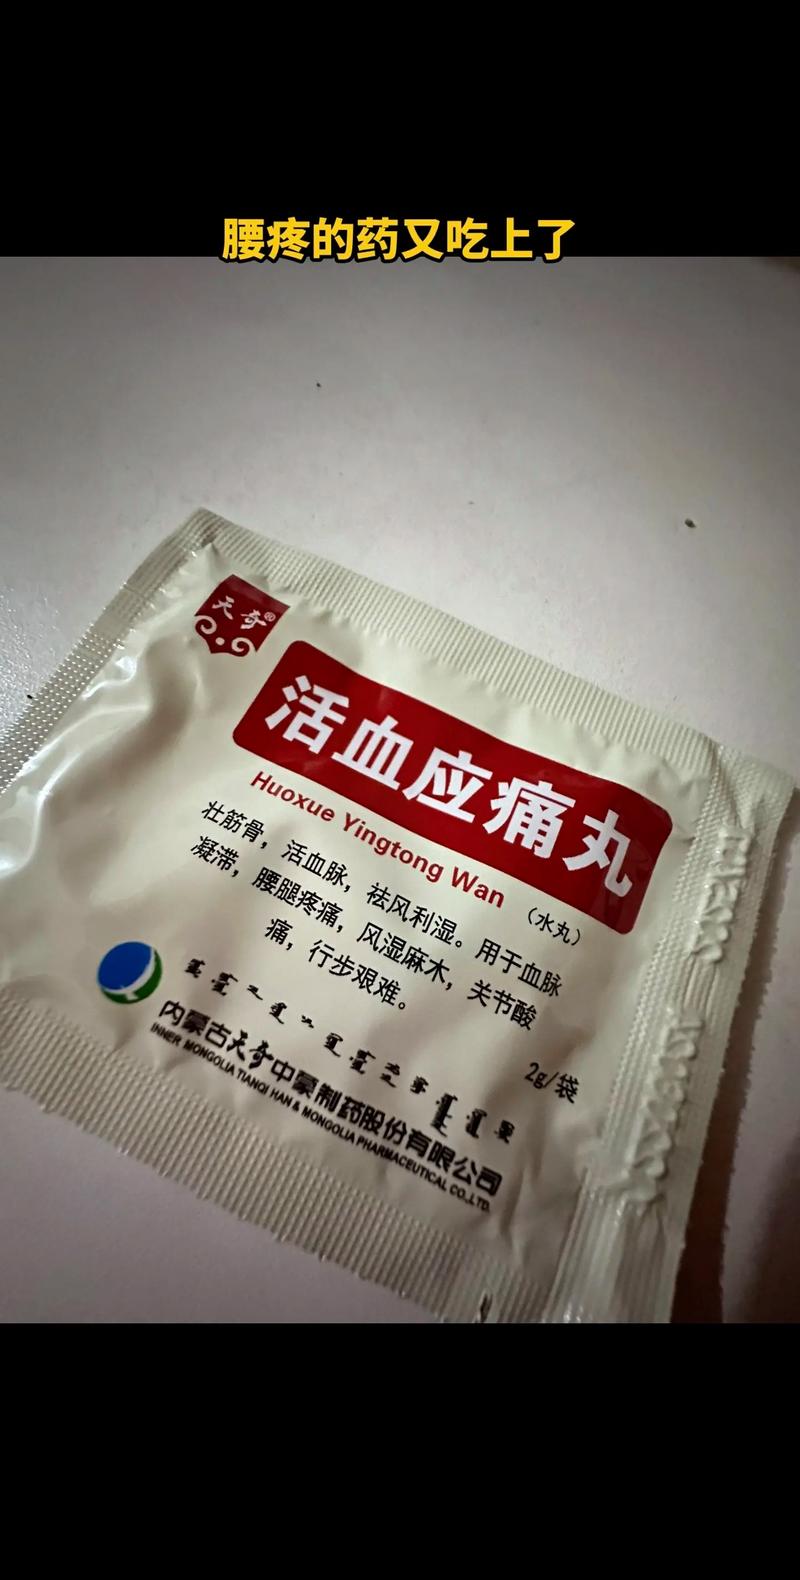 腰疼的药又吃上了
天奇®
活血应痛丸
Huoxue Yingtong Wan
（水丸）
壮筋骨，活血脉，祛风利湿。用于血脉
凝滞，腰腿疼痛，风湿麻木，关节酸
痛，行步艰难。
2g/袋
内蒙古天奇中蒙制药股份有限公司
INNER MONGOLIA TIANQI HAN & MONGOLIA PHARMACEUTICAL CO.,LTD.